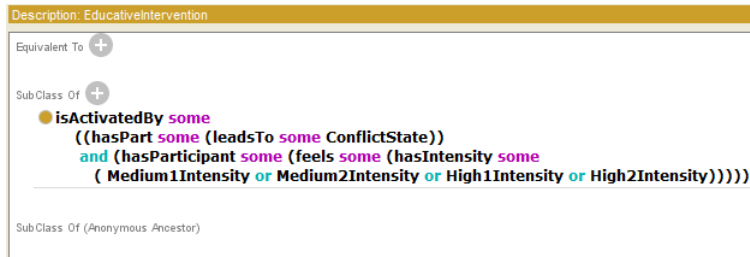 Description: EducativeIntervention
Equivalent To
SubClass Of
isActivatedBy some
((hasPart some (leadsTo some ConflictState))
and (hasParticipant some (feels some (hasIntensity some
( Medium1Intensity or Medium2Intensity or High1Intensity or High2Intensity)))))
SubClass Of (Anonymous Ancestor)